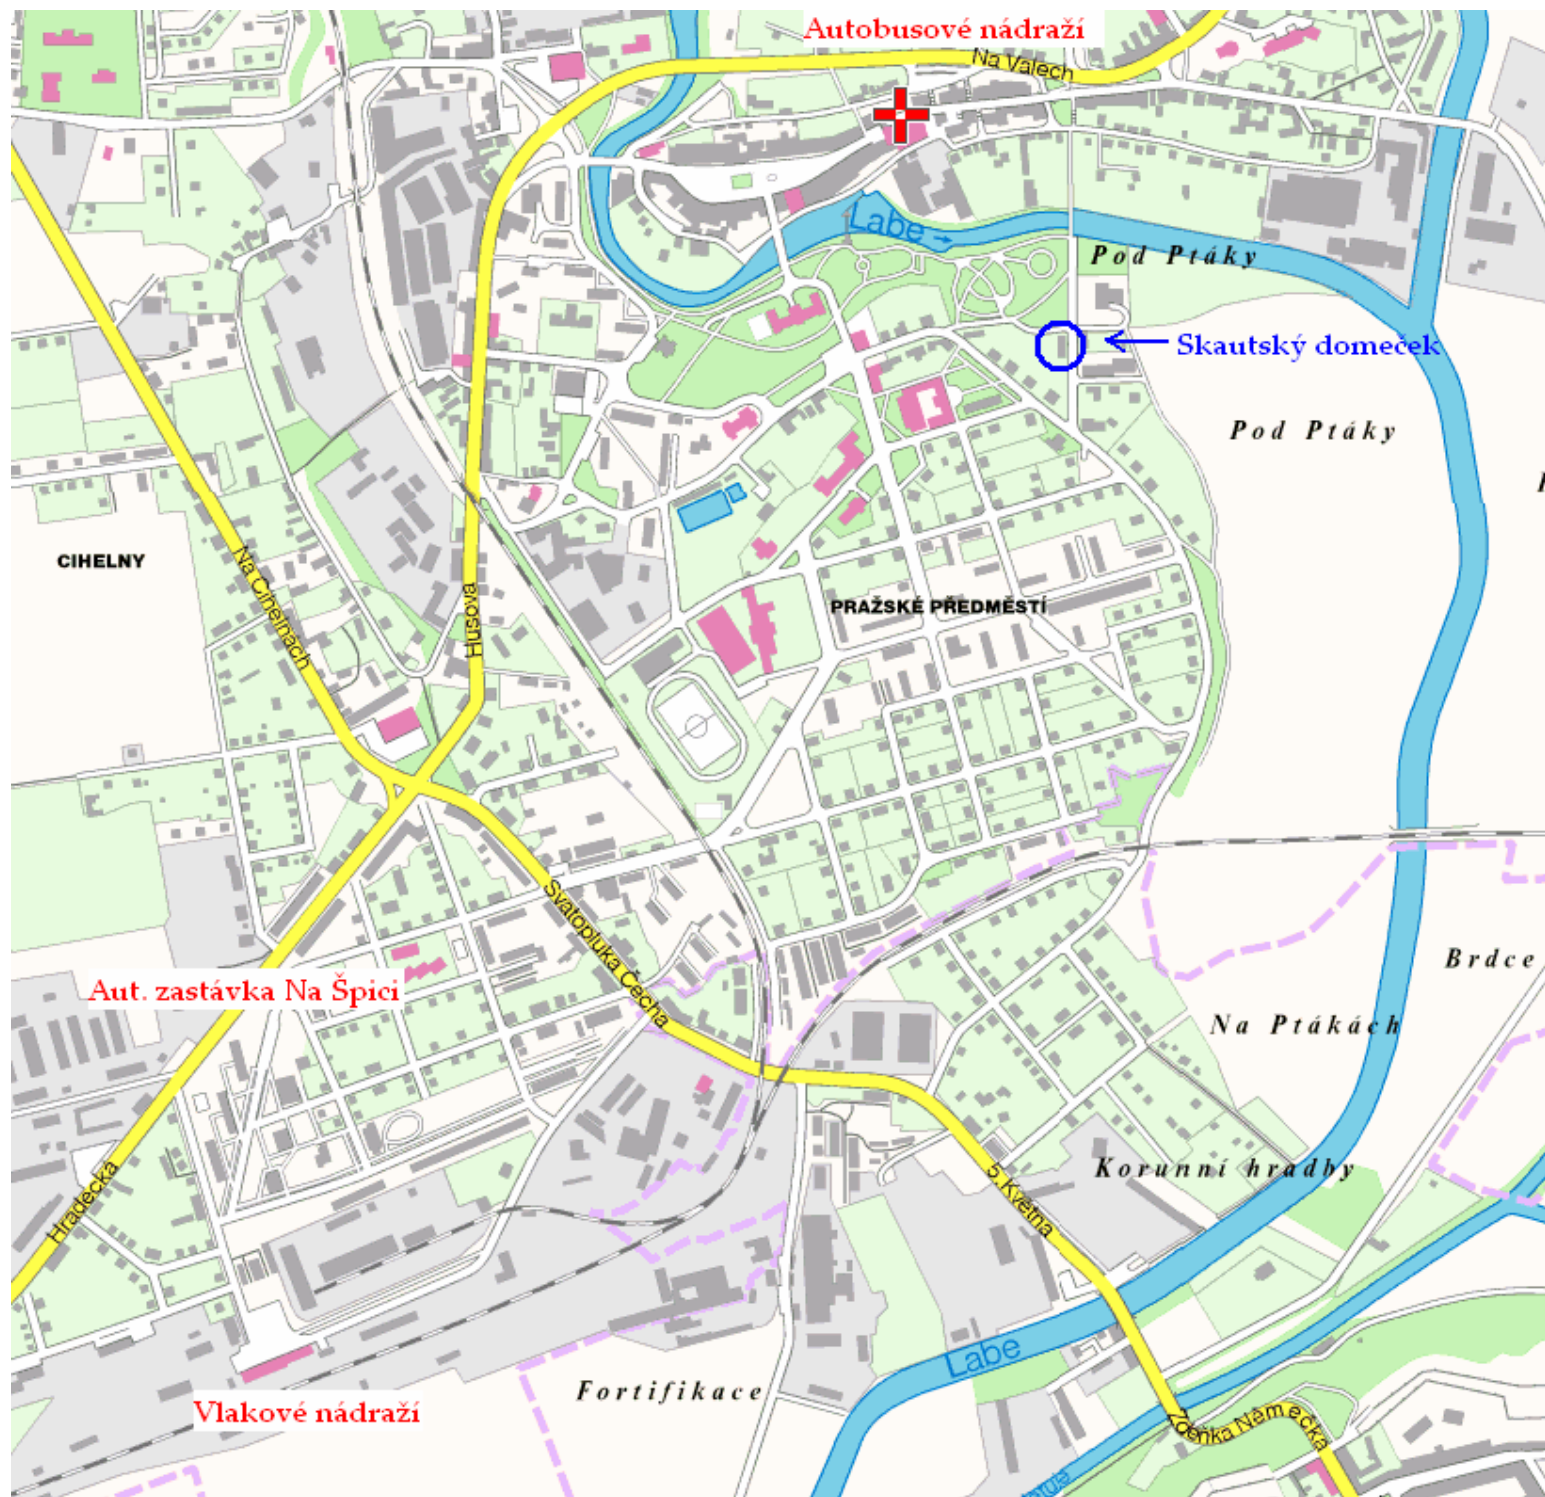 Autobusové nádraží
Na Valech
Labe
Pod Ptáky
Skautský domeček
Pod Ptáky
CIHELNY
Na Cihelnách
Husova
PRAŽSKÉ PŘEDMĚSTÍ
Svatopluka Čecha
Brdce
Aut. zastávka Na Špici
Na Ptákách
Hradecká
5. Května
Korunní hradby
Labe
Fortifikace
Vlakové nádraží
Zdeňka Němečka